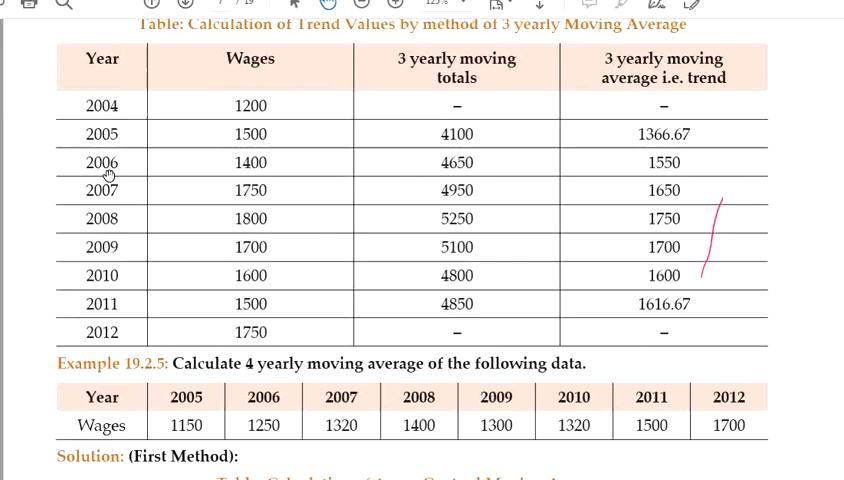 7 / 19
125%
Table: Calculation of Trend Values by method of 3 yearly Moving Average
Year Wages 3 yearly moving totals 3 yearly moving average i.e. trend
2004 1200 – –
2005 1500 4100 1366.67
2006 1400 4650 1550
2007 1750 4950 1650
2008 1800 5250 1750
2009 1700 5100 1700
2010 1600 4800 1600
2011 1500 4850 1616.67
2012 1750 – –
Example 19.2.5: Calculate 4 yearly moving average of the following data.
Year 2005 2006 2007 2008 2009 2010 2011 2012
Wages 1150 1250 1320 1400 1300 1320 1500 1700
Solution: (First Method):